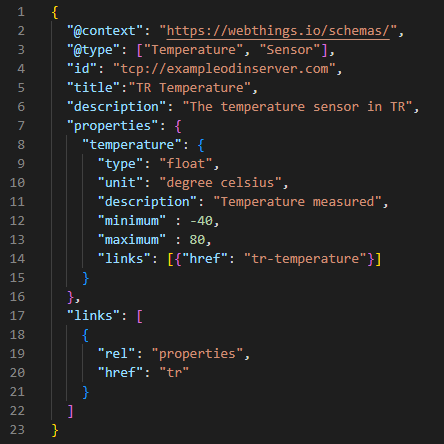 1 {
2   "@context": "https://webthings.io/schemas/",
3   "@type": ["Temperature", "Sensor"],
4   "id": "tcp://exampleodinserver.com",
5   "title":"TR Temperature",
6   "description": "The temperature sensor in TR",
7   "properties": {
8     "temperature": {
9       "type": "float",
10       "unit": "degree celsius",
11       "description": "Temperature measured",
12       "minimum" : -40,
13       "maximum" : 80,
14       "links": [{"href": "tr-temperature"}]
15     }
16   },
17   "links": [
18     {
19       "rel": "properties",
20       "href": "tr"
21     }
22   ]
23 }